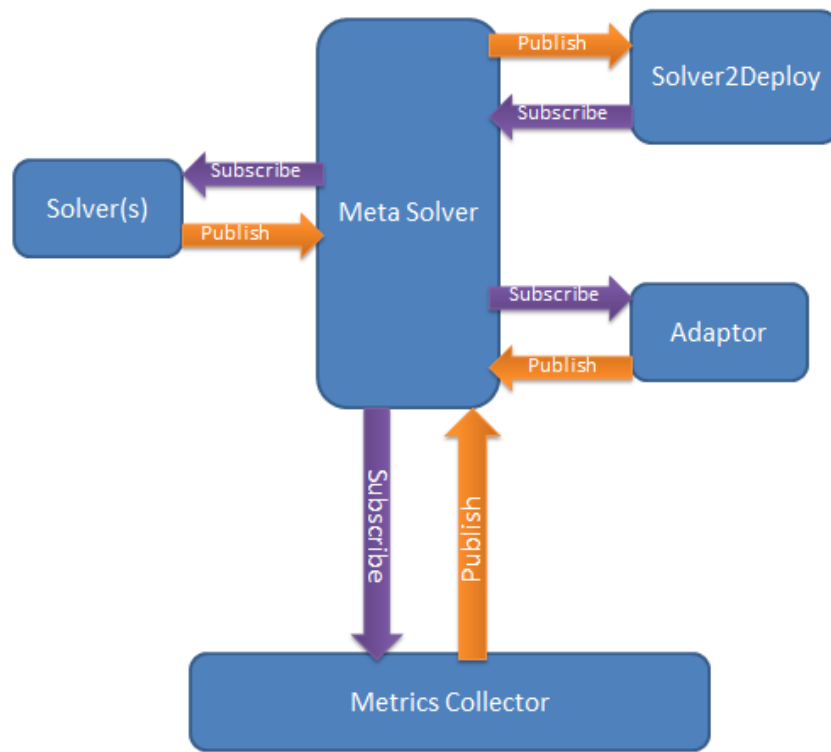 Publish
Solver2Deploy
Subscribe
Subscribe
Solver(s)
Meta Solver
Publish
Subscribe
Adaptor
Publish
Subscribe
Publish
Metrics Collector